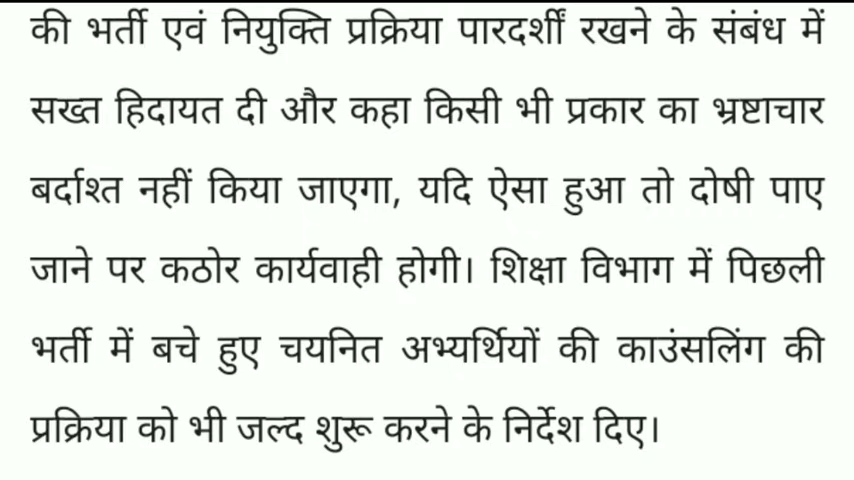 की भर्ती एवं नियुक्ति प्रक्रिया पारदर्शीं रखने के संबंध में
सख्त हिदायत दी और कहा किसी भी प्रकार का भ्रष्टाचार
बर्दाश्त नहीं किया जाएगा, यदि ऐसा हुआ तो दोषी पाए
जाने पर कठोर कार्यवाही होगी। शिक्षा विभाग में पिछली
भर्ती में बचे हुए चयनित अभ्यर्थियों की काउंसलिंग की
प्रक्रिया को भी जल्द शुरू करने के निर्देश दिए।